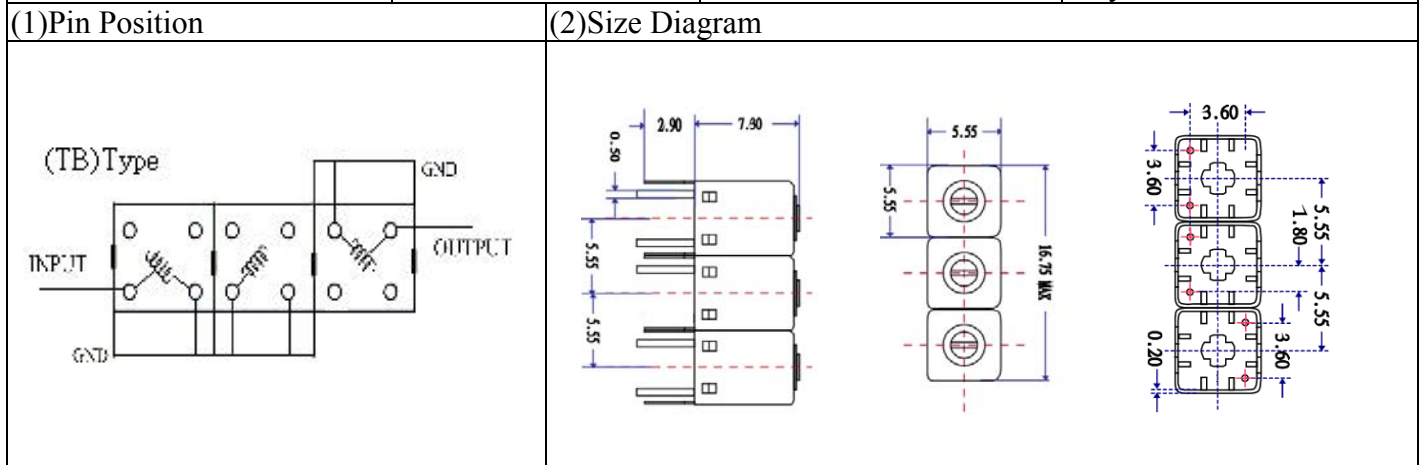 (1)Pin Position
(2)Size Diagram
(TB)Type
GND
INPUT
OUTPUT
GND
2.90
7.80
0.50
5.55
5.55
5.55
5.55
16.75 MAX
3.60
3.60
5.55
1.80
5.55
3.60
0.20